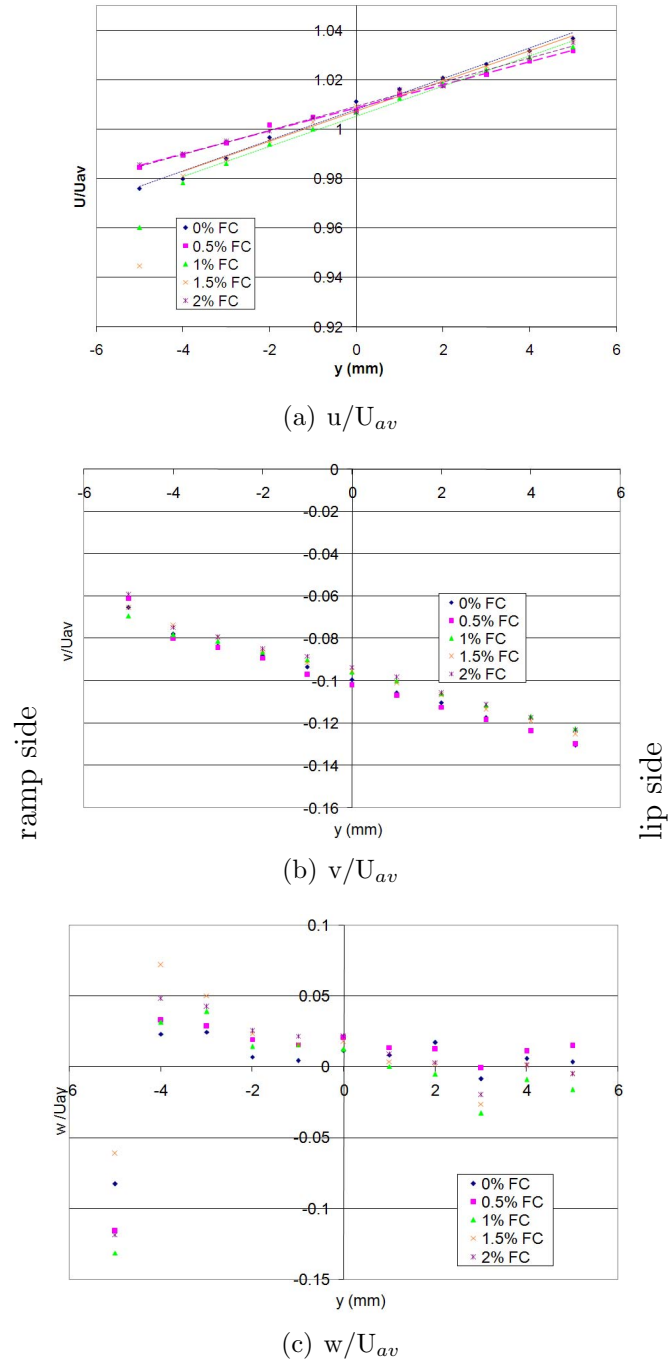 1.04
1.02
1
0.98
0.96
0.94
0.92
U/Uav
0% FC
0.5% FC
1% FC
1.5% FC
2% FC
-6 -4 -2 0 2 4 6
y (mm)
(a) u/U_av
0
-6 -4 -2 0 2 4 6
-0.02
-0.04
-0.06
-0.08
-0.1
-0.12
-0.14
-0.16
v/Uav
0% FC
0.5% FC
1% FC
1.5% FC
2% FC
ramp side
lip side
y (mm)
(b) v/U_av
0.1
0.05
0
-6 -4 -2 0 2 4 6
-0.05
-0.1
-0.15
w/Uav
0% FC
0.5% FC
1% FC
1.5% FC
2% FC
y (mm)
(c) w/U_av